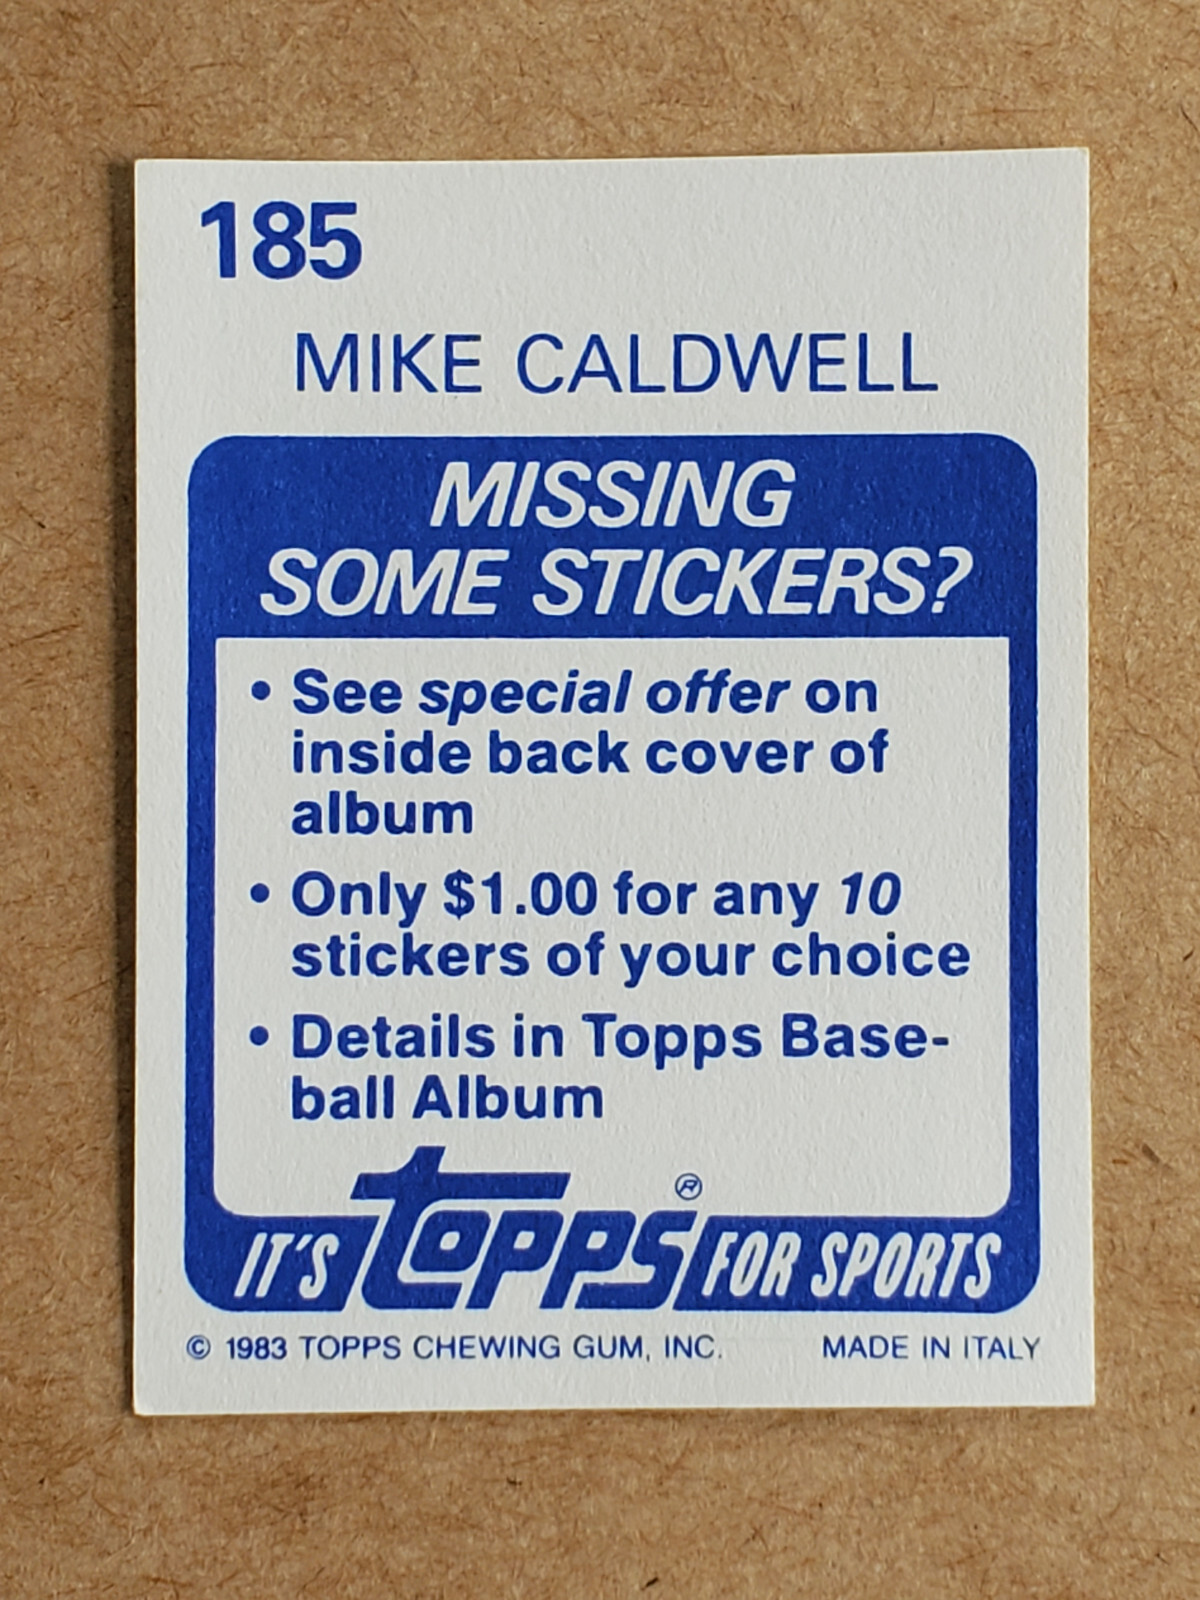 185
MIKE CALDWELL
MISSING
SOME STICKERS?
• See special offer on
inside back cover of
album
• Only $1.00 for any 10
stickers of your choice
• Details in Topps Base-
ball Album
IT'S topps® FOR SPORTS
© 1983 TOPPS CHEWING GUM, INC. MADE IN ITALY